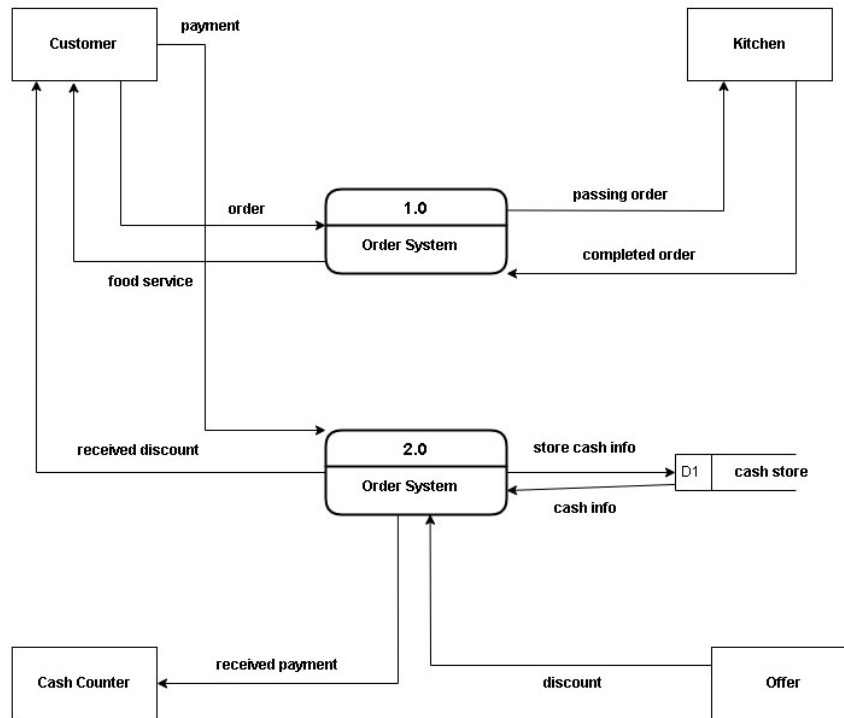 payment
Customer
Kitchen
1.0
passing order
order
Order System
completed order
food service
2.0
received discount
store cash info
D1
cash store
Order System
cash info
received payment
Cash Counter
discount
Offer